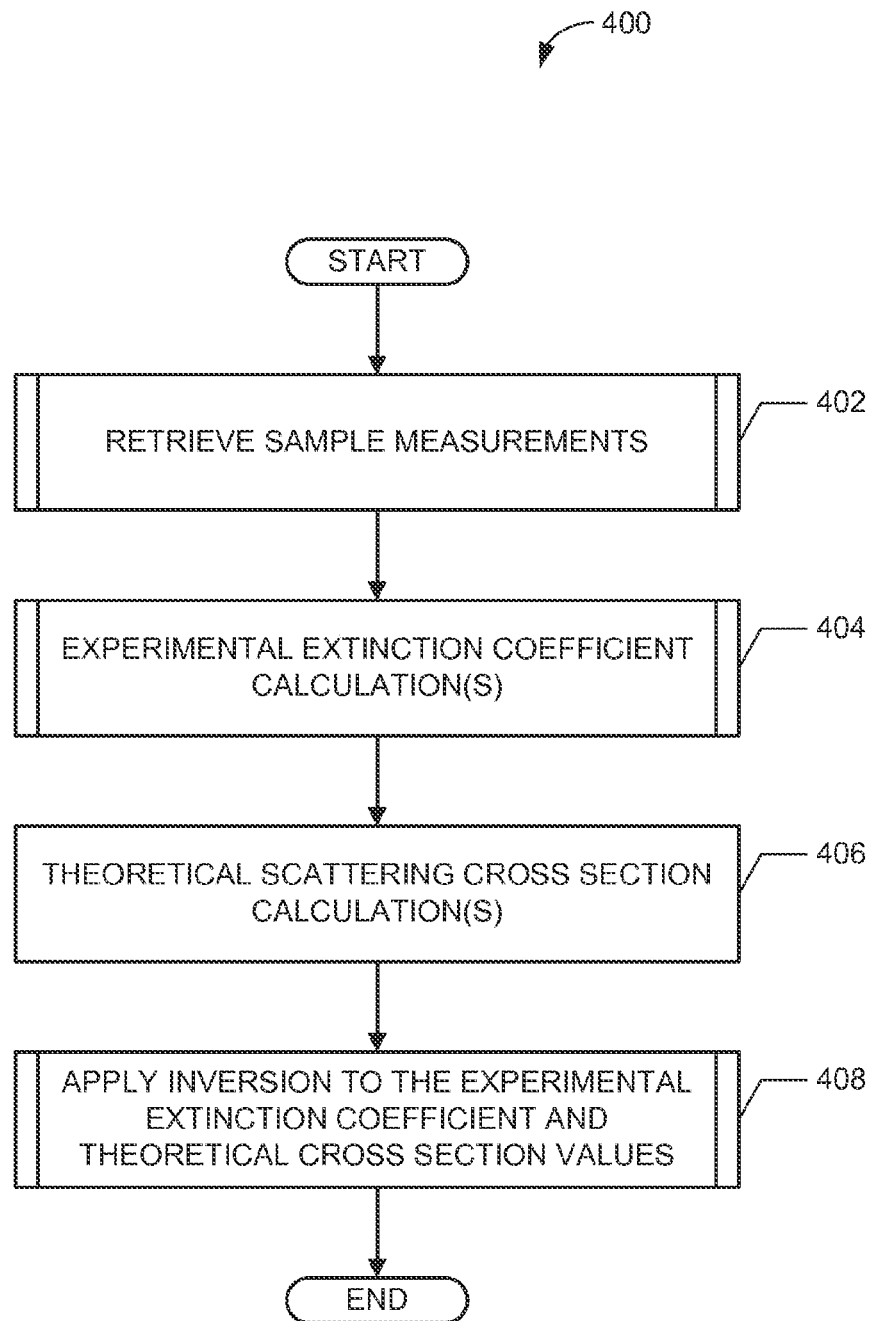 400
START
RETRIEVE SAMPLE MEASUREMENTS
402
EXPERIMENTAL EXTINCTION COEFFICIENT
CALCULATION(S)
404
THEORETICAL SCATTERING CROSS SECTION
CALCULATION(S)
406
APPLY INVERSION TO THE EXPERIMENTAL
EXTINCTION COEFFICIENT AND
THEORETICAL CROSS SECTION VALUES
408
END